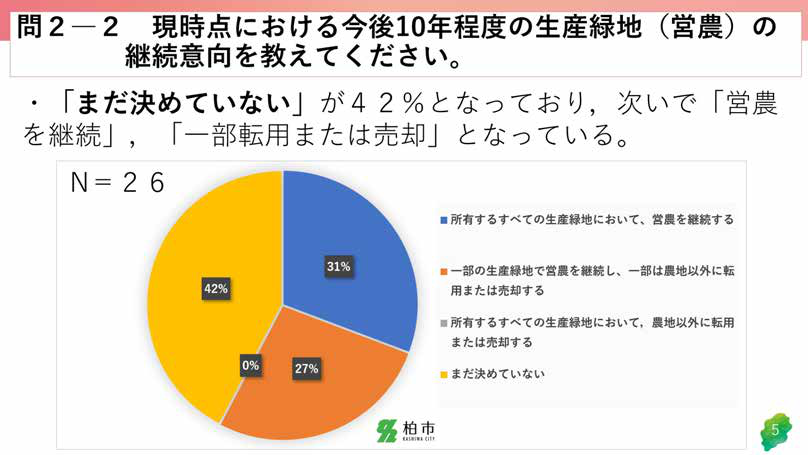 問２―２　現時点における今後10年程度の生産緑地（営農）の
継続意向を教えてください。
・「まだ決めていない」が４２％となっており，次いで「営農
を継続」，「一部転用または売却」となっている。
N＝２６
31%
42%
0%
27%
所有するすべての生産緑地において、営農を継続する
一部の生産緑地で営農を継続し、一部は農地以外に転
用または売却する
所有するすべての生産緑地において，農地以外に転用
または売却する
まだ決めていない
柏市
KASHIWA CITY
5